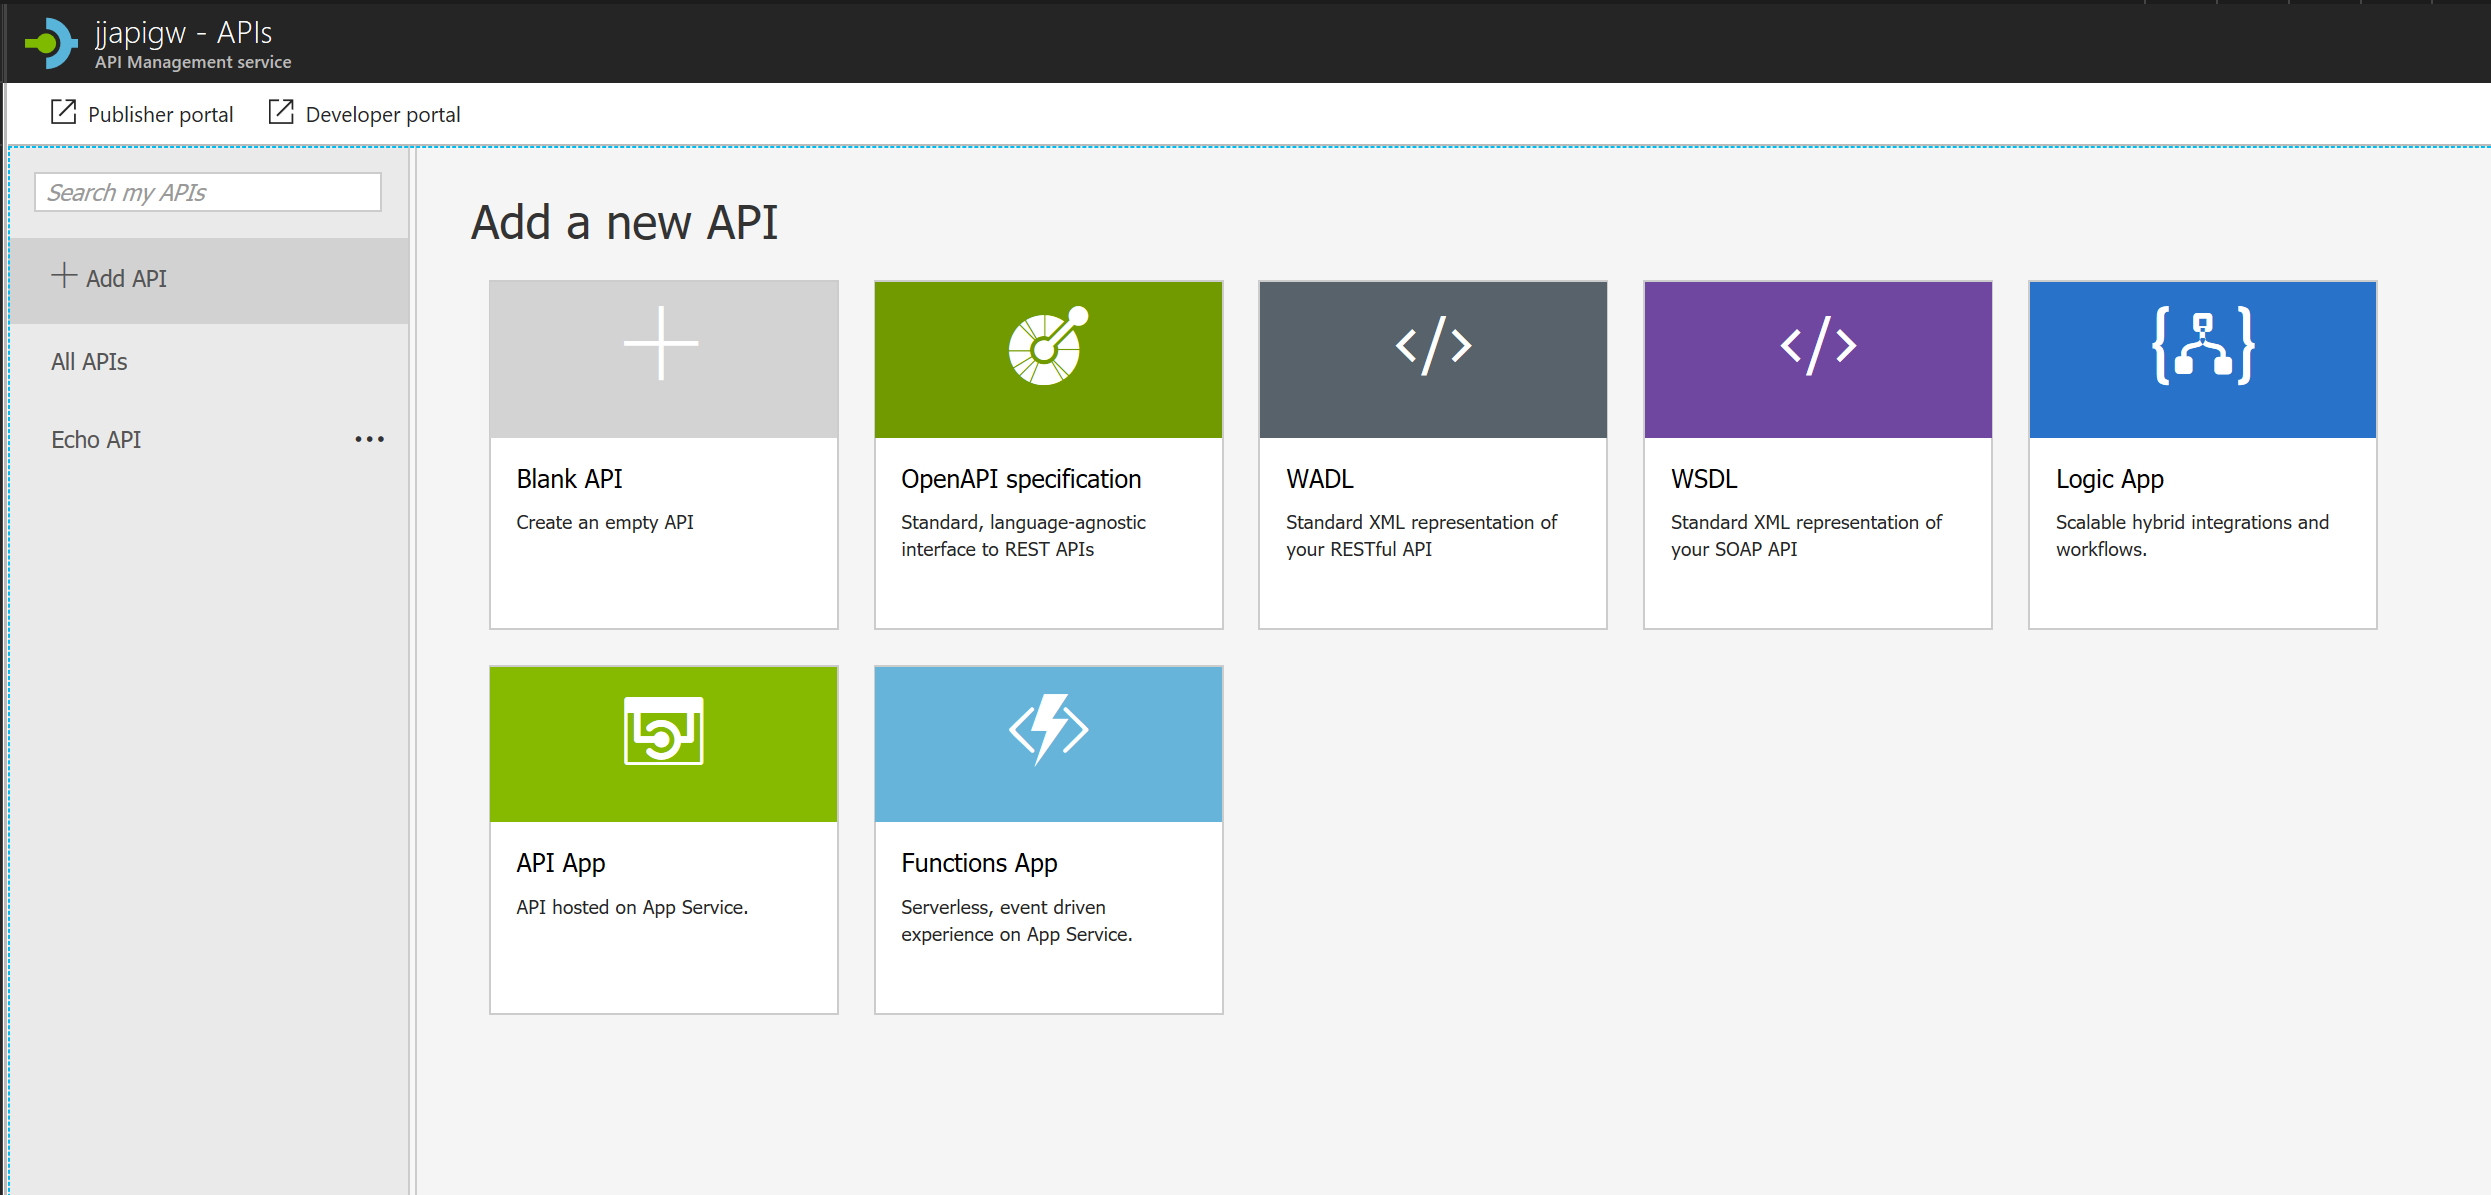 jjapigw - APIs
API Management service
Publisher portal
Developer portal
Search my APIs
Add API
All APIs
Echo API
Add a new API
Blank API
Create an empty API
OpenAPI specification
Standard, language-agnostic
interface to REST APIs
WADL
Standard XML representation of
your RESTful API
WSDL
Standard XML representation of
your SOAP API
Logic App
Scalable hybrid integrations and
workflows.
API App
API hosted on App Service.
Functions App
Serverless, event driven
experience on App Service.